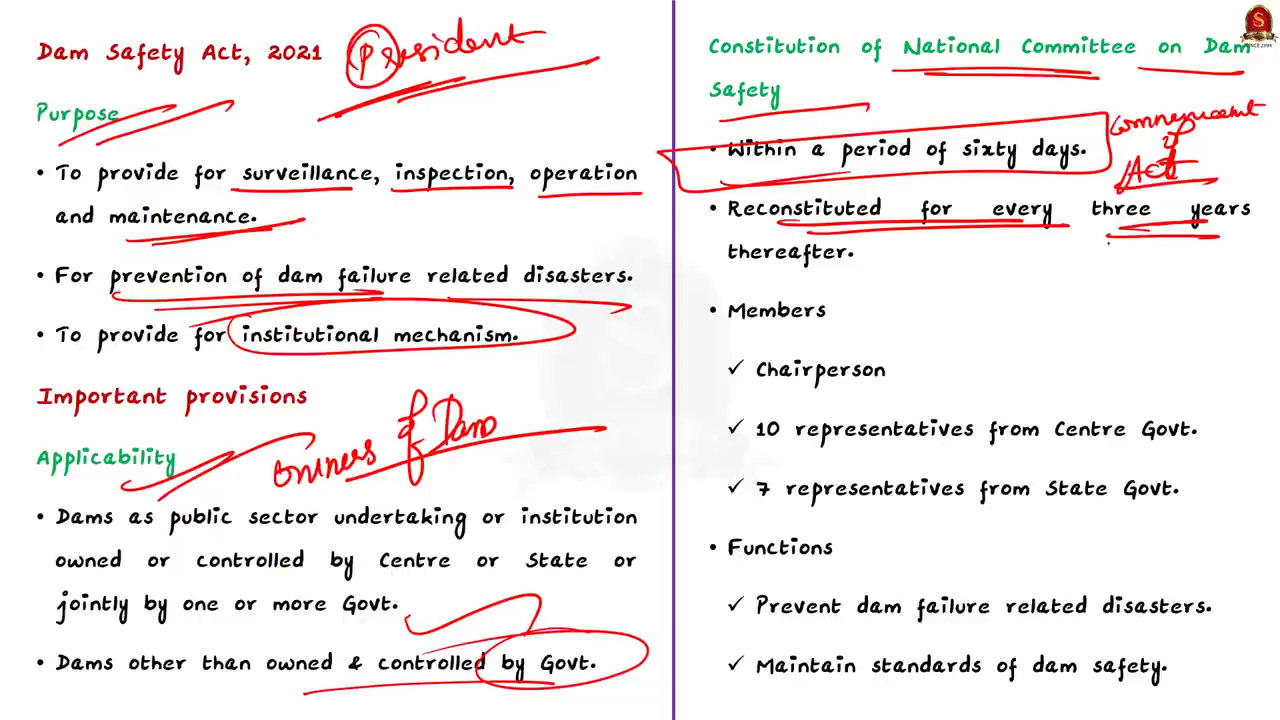 Dam Safety Act, 2021 President
Purpose
• To provide for surveillance, inspection, operation
and maintenance.
• For prevention of dam failure related disasters.
• To provide for institutional mechanism.
Important provisions
Owners of Dams
Applicability
• Dams as public sector undertaking or institution
owned or controlled by Centre or State or
jointly by one or more Govt.
• Dams other than owned & controlled by Govt.
S
SINCE 2004
Constitution of National Committee on Dam
Safety
• Within a period of sixty days.
of
Act
• Reconstituted for every three years
thereafter.
• Members
✓ Chairperson
✓ 10 representatives from Centre Govt.
✓ 7 representatives from State Govt.
• Functions
✓ Prevent dam failure related disasters.
✓ Maintain standards of dam safety.